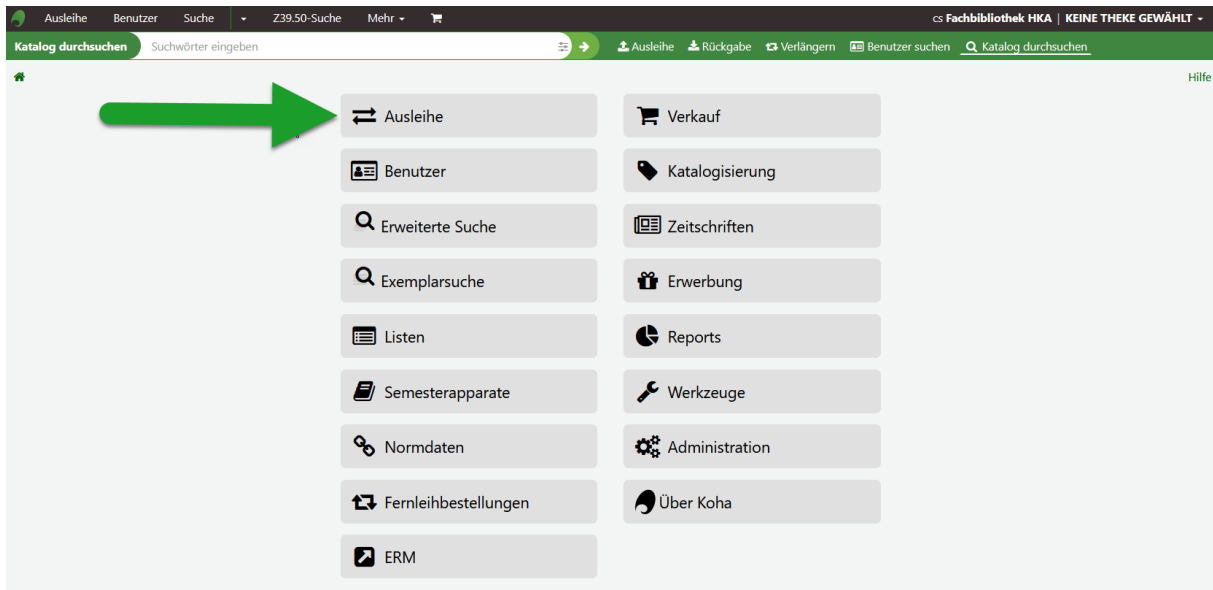 Ausleihe Benutzer Suche Z39.50-Suche Mehr cs Fachbibliothek HKA | KEINE THEKE GEWÄHLT
Katalog durchsuchen Suchwörter eingeben Ausleihe Rückgabe Verlängern Benutzer suchen Katalog durchsuchen
Hilfe
Ausleihe
Verkauf
Benutzer
Katalogisierung
Erweiterte Suche
Zeitschriften
Exemplarsuche
Erwerbung
Listen
Reports
Semesterapparate
Werkzeuge
Normdaten
Administration
Fernleihbestellungen
Über Koha
ERM